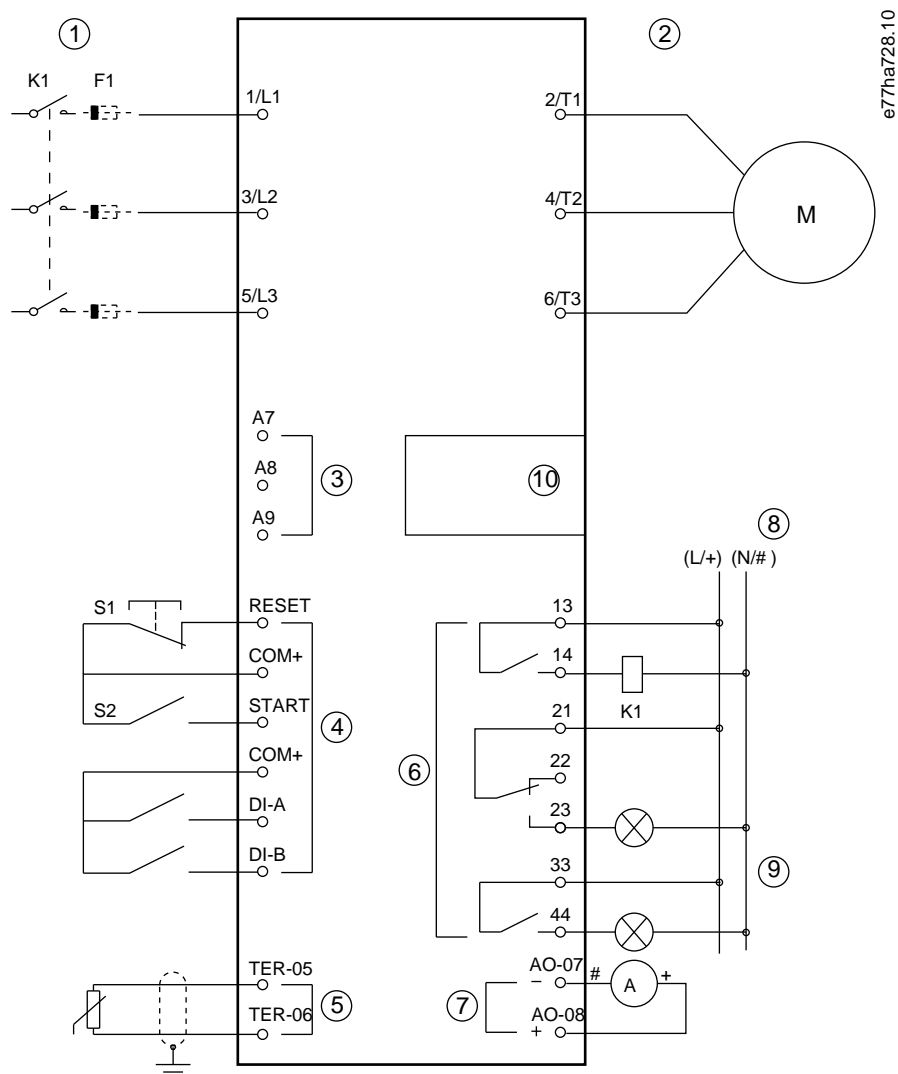 1
2
e77ha728.10
K1 F1
1/L1 2/T1
3/L2 4/T2
M
5/L3 6/T3
A7
A8
3
10
A9
8
(L/+) (N/# )
S1 RESET 13
COM+ 14
S2 START K1
4
21
COM+ 22
6
DI-A 23
DI-B 33
9
44
TER-05 AO-07
− # A +
5
7
TER-06 AO-08
+